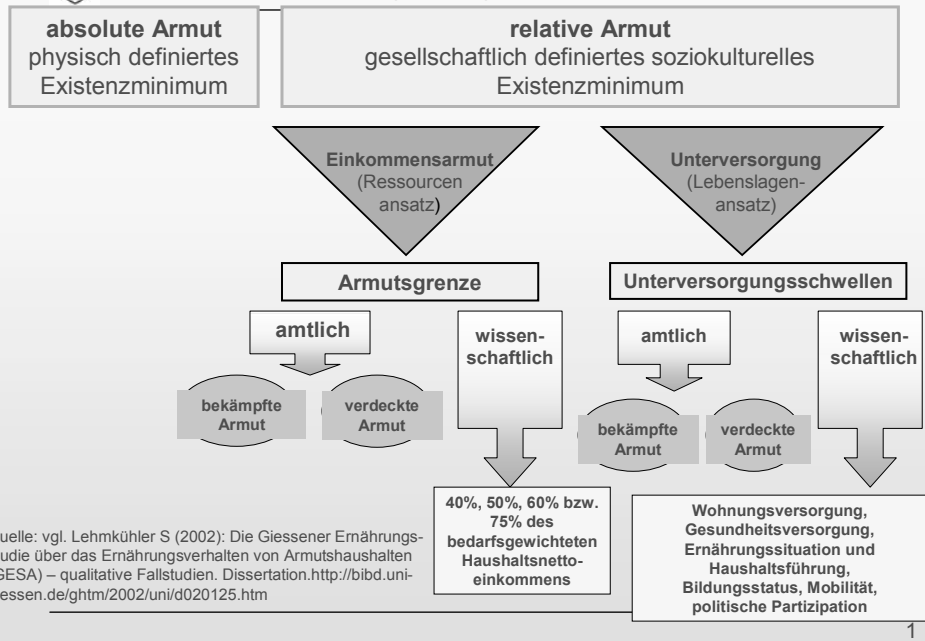 absolute Armut
physisch definiertes
Existenzminimum
relative Armut
gesellschaftlich definiertes soziokulturelles
Existenzminimum
Einkommensarmut
(Ressourcen
ansatz)
Unterversorgung
(Lebenslagen-
ansatz)
Armutsgrenze
Unterversorgungsschwellen
amtlich
wissen-
schaftlich
amtlich
wissen-
schaftlich
bekämpfte
Armut
verdeckte
Armut
bekämpfte
Armut
verdeckte
Armut
40%, 50%, 60% bzw.
75% des
bedarfsgewichteten
Haushaltsnetto-
einkommens
Wohnungsversorgung,
Gesundheitsversorgung,
Ernährungssituation und
Haushaltsführung,
Bildungsstatus, Mobilität,
politische Partizipation
uelle: vgl. Lehmkühler S (2002): Die Giessener Ernährungs-
udie über das Ernährungsverhalten von Armutshaushalten
GESA) – qualitative Fallstudien. Dissertation.http://bibd.uni-
essen.de/ghtm/2002/uni/d020125.htm
1